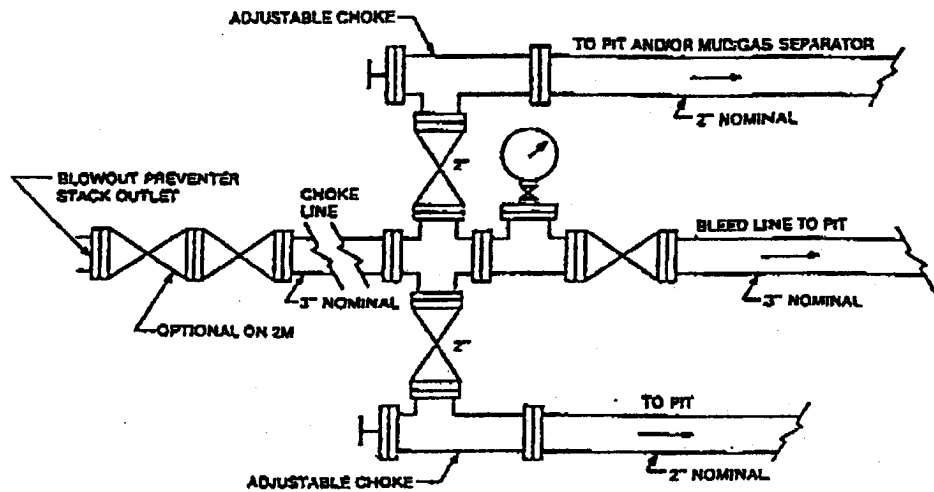 ADJUSTABLE CHOKE
TO PIT AND/OR MUD/GAS SEPARATOR
2" NOMINAL
2"
BLOWOUT PREVENTER
STACK OUTLET
CHOKE
LINE
BLEED LINE TO PIT
3" NOMINAL
3" NOMINAL
OPTIONAL ON 2M
2"
TO PIT
2" NOMINAL
ADJUSTABLE CHOKE